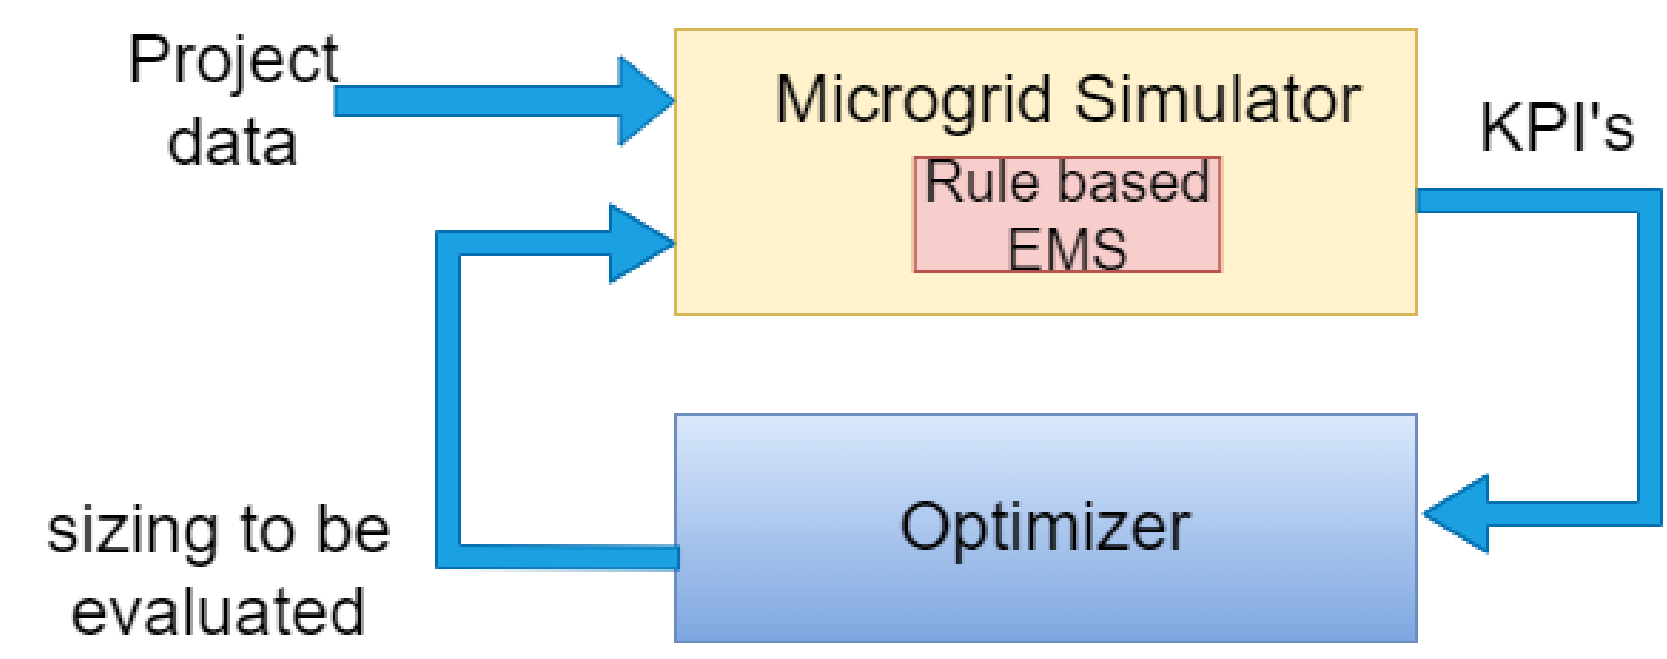 Project
data
Microgrid Simulator
Rule based
EMS
KPI's
Optimizer
sizing to be
evaluated